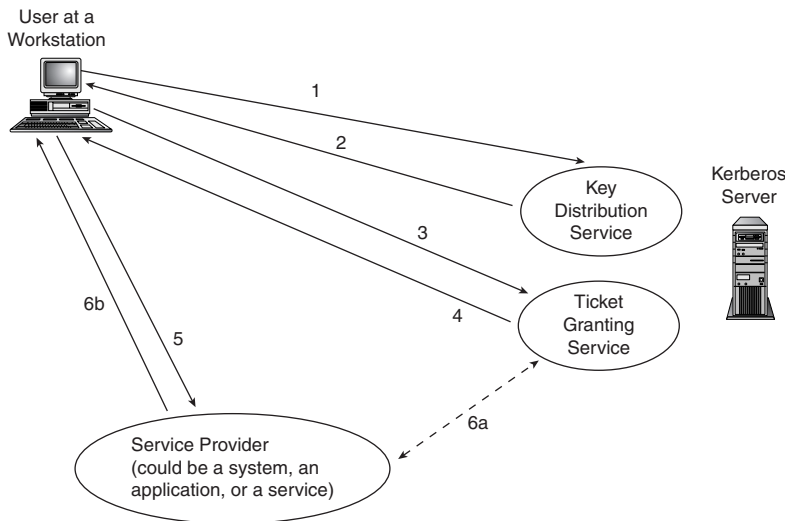 User at a
Workstation
1
2
Key
Distribution
Service
Kerberos
Server
3
4
Ticket
Granting
Service
6b
5
6a
Service Provider
(could be a system, an
application, or a service)